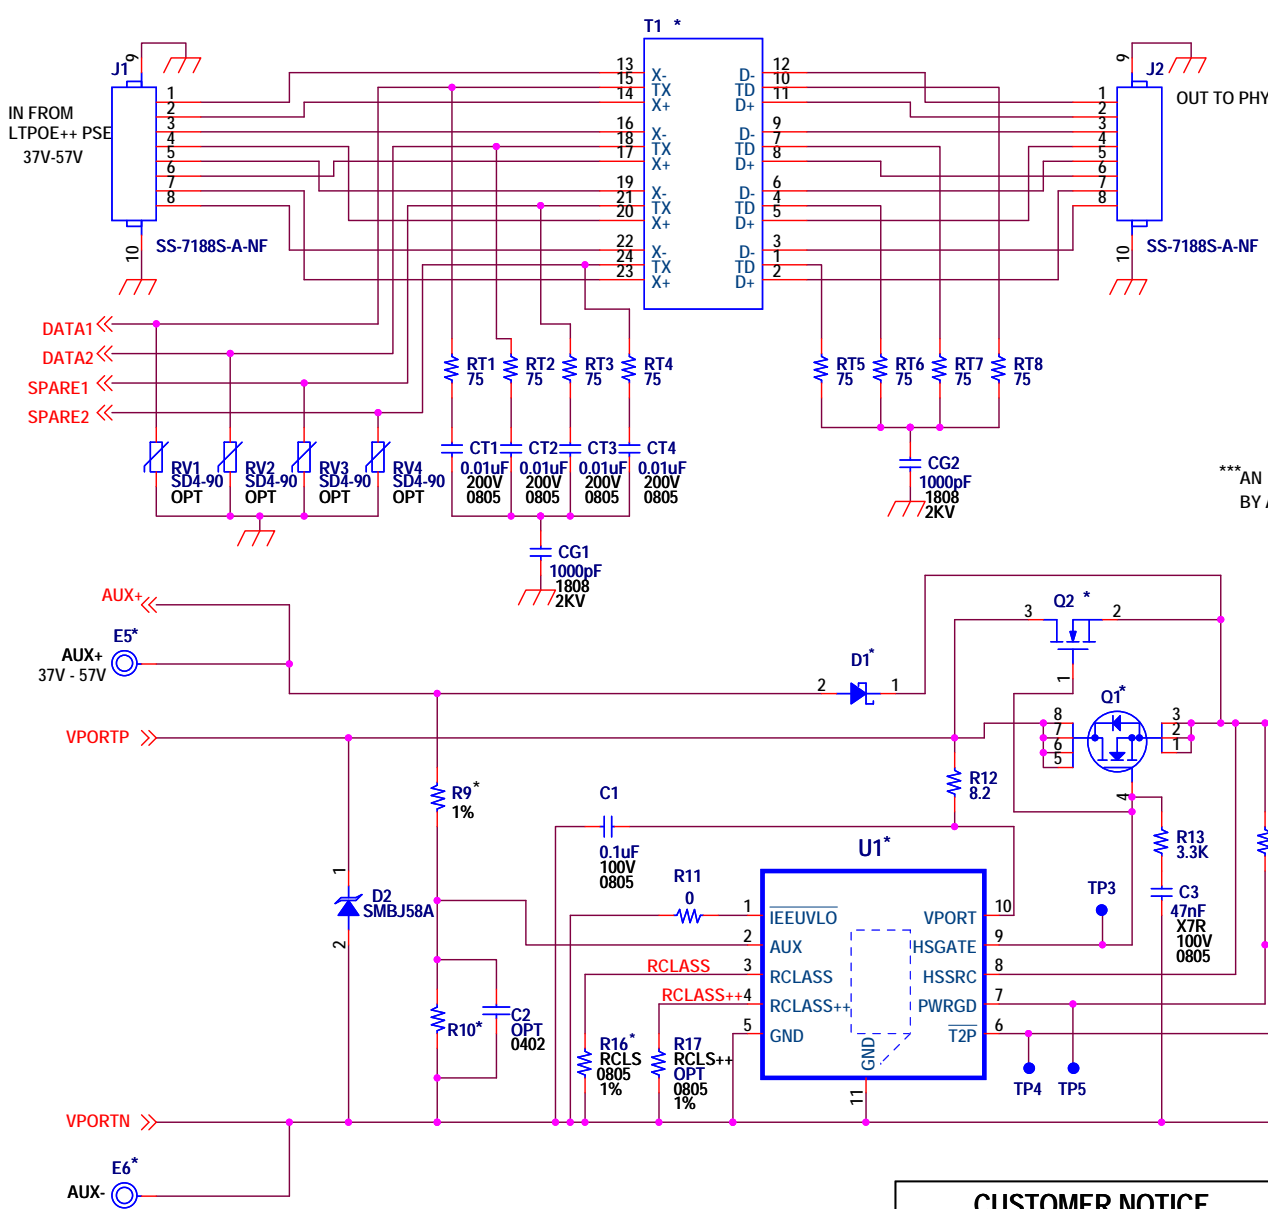 T1 *
J1
9
IN FROM
LTPOE++ PSE
37V-57V
1
2
3
4
5
6
7
8
10
SS-7188S-A-NF
13
15
14
16
18
17
19
21
20
22
24
23
X-
TX
X+
X-
TX
X+
X-
TX
X+
X-
TX
X+
D-
TD
D+
D-
TD
D+
D-
TD
D+
D-
TD
D+
12
10
11
9
7
8
6
4
5
3
1
2
9
J2
OUT TO PHY
1
2
3
4
5
6
7
8
10
SS-7188S-A-NF
DATA1
DATA2
SPARE1
SPARE2
RT1
75
RT2
75
RT3
75
RT4
75
RT5
75
RT6
75
RT7
75
RT8
75
RV1
SD4-90
OPT
RV2
SD4-90
OPT
RV3
SD4-90
OPT
RV4
SD4-90
OPT
CT1
0.01uF
200V
0805
CT2
0.01uF
200V
0805
CT3
0.01uF
200V
0805
CT4
0.01uF
200V
0805
CG2
1000pF
1808
2KV
***AN
BY
CG1
1000pF
1808
2KV
AUX+
E5*
AUX+
37V - 57V
D1*
2
1
Q2 *
3
2
1
Q1*
8
7
6
5
3
2
1
4
VPORTP
R9*
1%
C1
0.1uF
100V
0805
R12
8.2
R13
3.3K
C3
47nF
X7R
100V
0805
TP3
U1*
R11
0
1
D2
SMBJ58A
2
1
2
3
4
5
IEEUVLO
AUX
RCLASS
RCLASS++
GND
VPORT
HSGATE
HSSRC
PWRGD
T2P
GND
10
9
8
7
6
11
RCLASS
RCLASS++
R10*
C2
OPT
0402
R16*
RCLS
0805
1%
R17
RCLS++
OPT
0805
1%
TP4
TP5
VPORTN
E6*
AUX-
CUSTOMER NOTICE